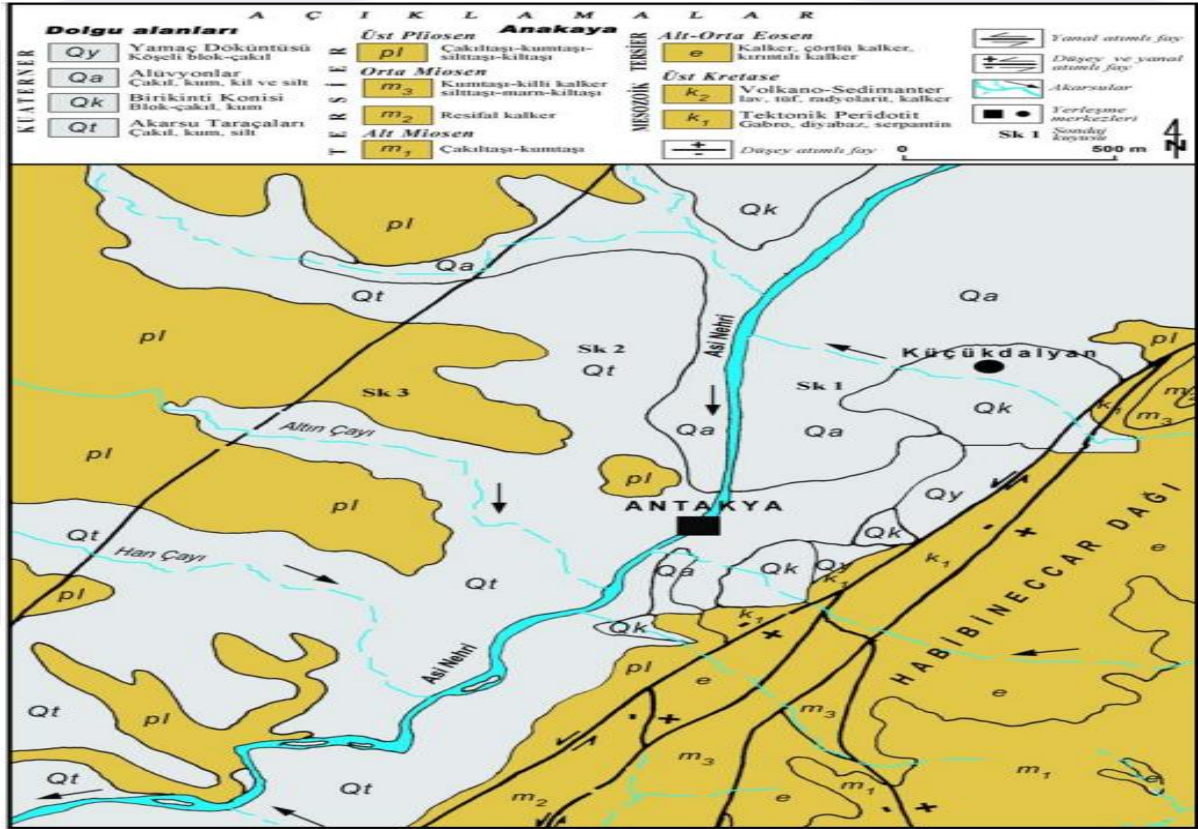 A Ç I K L A M A L A R
Dolgu alanları
KUATERNER
Qy Yamaç Döküntüsü
Köşeli blok-çakıl
Qa Alüvyonlar
Çakıl, kum, kil ve silt
Qk Birikinti Konisi
Blok-çakıl, kum
Qt Akarsu Taraçaları
Çakıl, kum, silt
Anakaya
TERSİER
Üst Pliosen
pl Çakıltaşı-kumtaşı-
silttaşı-kiltaşı
Orta Miosen
m3 Kumtaşı-killi kalker
silttaşı-marn-kiltaşı
m2 Resifal kalker
Alt Miosen
m1 Çakıltaşı-kumtaşı
MESOZOİK TERSİER
Alt-Orta Eosen
e Kalker, çörtlü kalker,
kırıntılı kalker
Üst Kretase
k2 Volkano-Sedimanter
lav, tüf, radyolarit, kalker
k1 Tektonik Peridotit
Gabro, diyabaz, serpantin
Düşey atımlı fay
Yanal atımlı fay
Düşey ve yanal
atımlı fay
Akarsular
Yerleşme
merkezleri
Sk 1 Sondaj
kuyusu
N
0 500 m
pl
Qk
Qa
Qt
Qa
Asi Nehri
pl
Sk 2
Qt
Küçükdalyan
pl
Sk 3
Sk 1
Qk
k1
m3
Altın Çayı
Qa
Qa
pl
pl
Qy
ANTAKYA
Qt
Han Çayı
Qk
Qt
Qa
Qk
Qy
k1
k1
e
pl
k1
Qk
HABİBİNECCAR DAĞI
Asi Nehri
pl
e
e
Qt
pl
m3
m3
m1
Qt
Qt
m2
e
m1
e